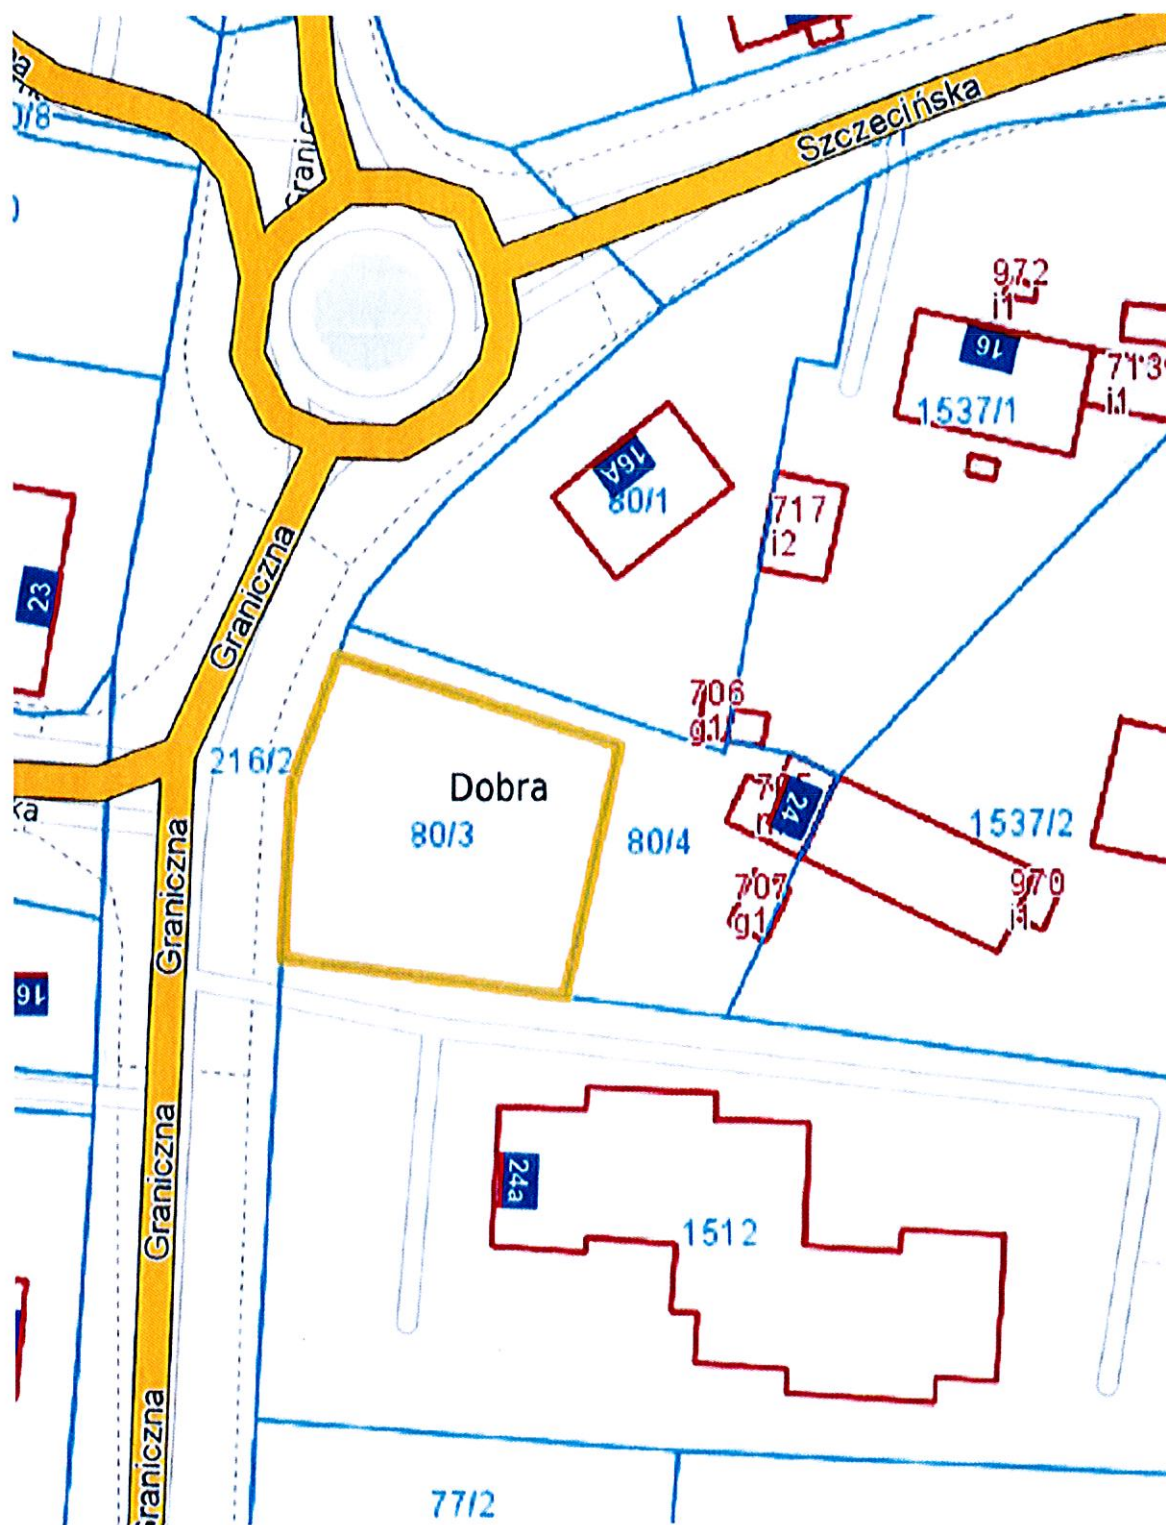 Szczecińska
972
i1
16
1537/1
i1
16A
80/1
717
i2
23
Graniczna
706
g1
216/2
Dobra
80/3
80/4
24
1537/2
707
g1
970
i1
Graniczna
16
24a
1512
Graniczna
77/2